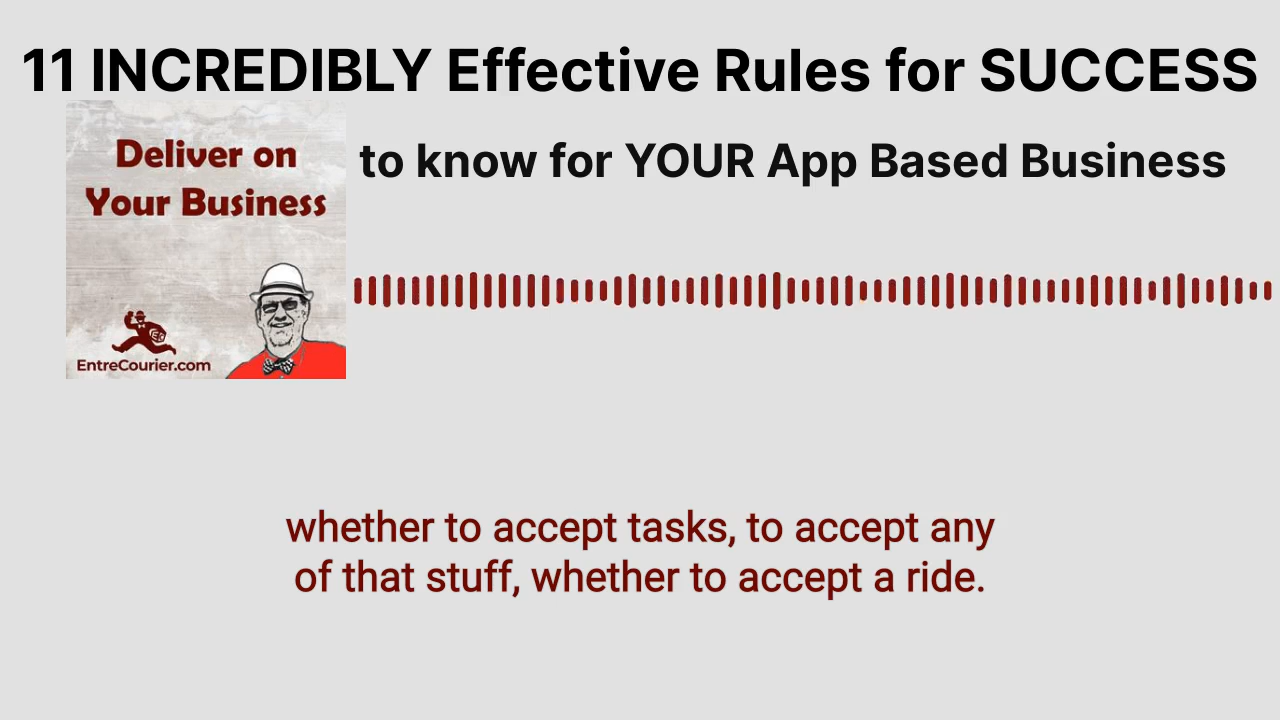 11 INCREDIBLY Effective Rules for SUCCESS
to know for YOUR App Based Business
Deliver on
Your Business
EntreCourier.com
whether to accept tasks, to accept any
of that stuff, whether to accept a ride.